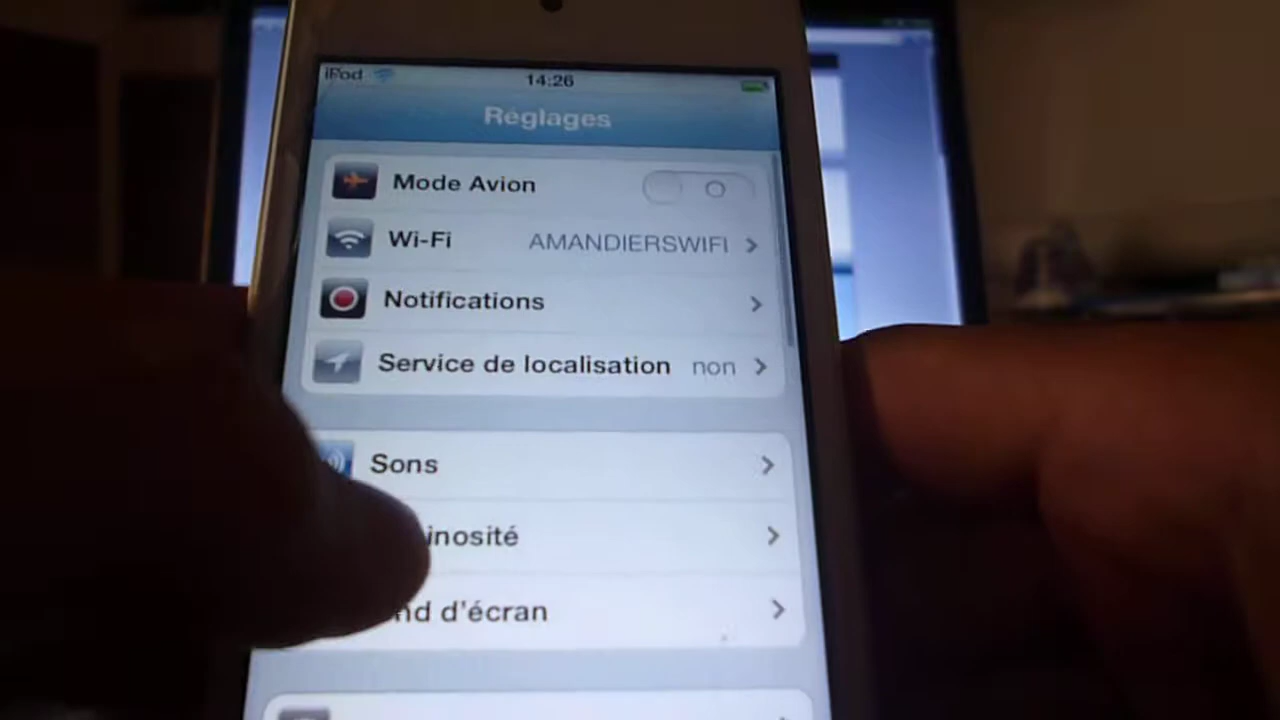 iPod 14:26
Réglages
Mode Avion
Wi-Fi AMANDIERSWIFI
Notifications
Service de localisation non
Sons
inosité
nd d'écran